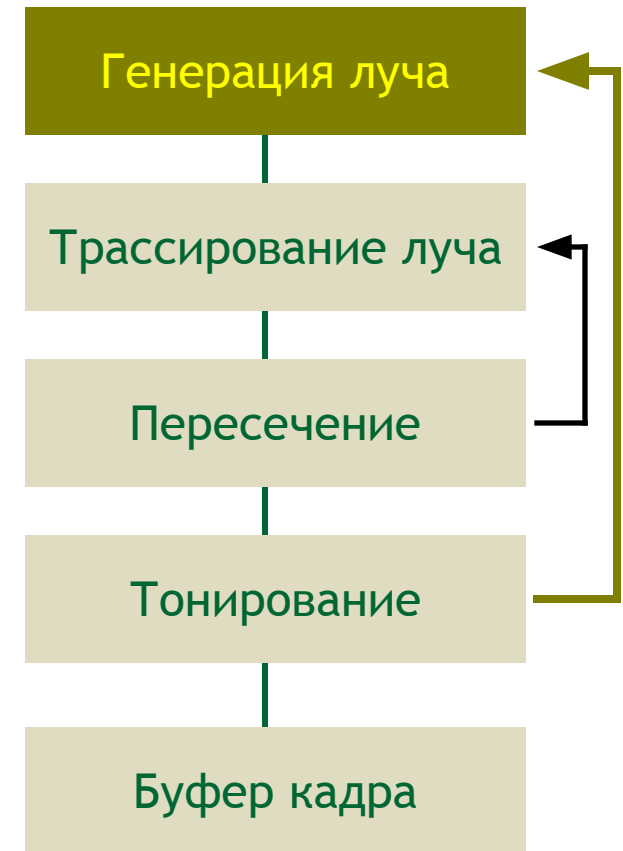 Генерация луча
Трассирование луча
Пересечение
Тонирование
Буфер кадра